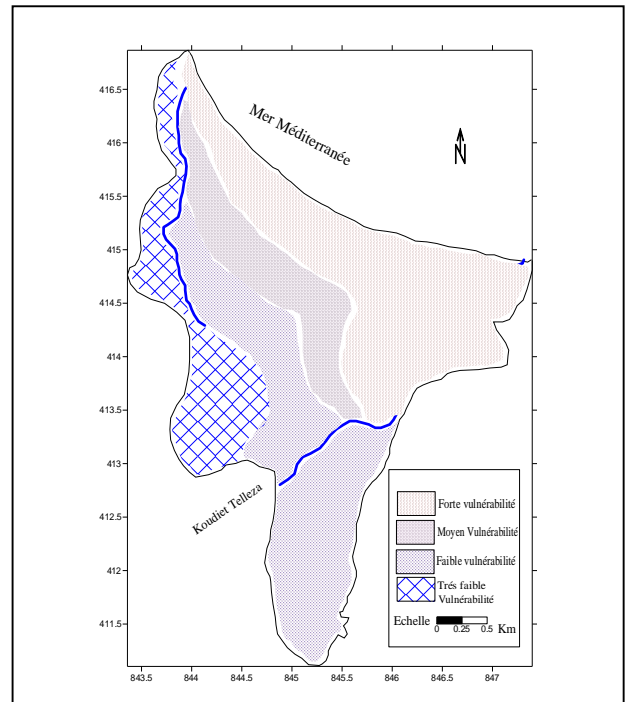 416.5
416
415.5
415
414.5
414
413.5
413
412.5
412
411.5
Mer Méditerranée
N
Koudiet Telleza
Forte vulnérabilité
Moyen Vulnérabilité
Faible vulnérabilité
Trés faible
Vulnérabilité
Echelle 0 0.25 0.5 Km
843.5 844 844.5 845 845.5 846 846.5 847